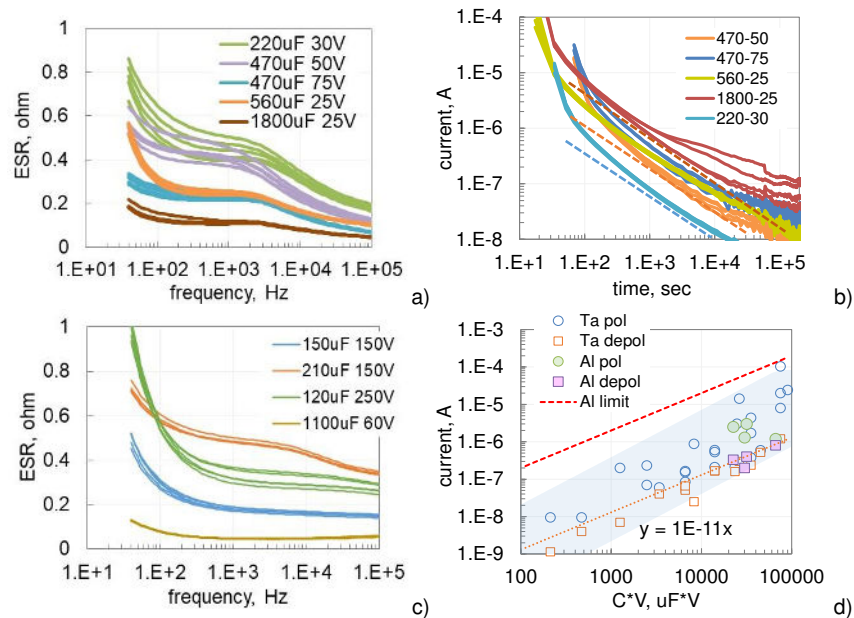 1
0.8
0.6
0.4
0.2
0
ESR, ohm
220uF 30V
470uF 50V
470uF 75V
560uF 25V
1800uF 25V
1.E+01 1.E+02 1.E+03 1.E+04 1.E+05
frequency, Hz
a)
1.E-4
1.E-5
1.E-6
1.E-7
1.E-8
current, A
470-50
470-75
560-25
1800-25
220-30
1.E+1 1.E+2 1.E+3 1.E+4 1.E+5
time, sec
b)
1
0.8
0.6
0.4
0.2
0
ESR, ohm
150uF 150V
210uF 150V
120uF 250V
1100uF 60V
1.E+1 1.E+2 1.E+3 1.E+4 1.E+5
frequency, Hz
c)
Ta pol
Ta depol
Al pol
Al depol
Al limit
1.E-3
1.E-4
1.E-5
1.E-6
1.E-7
1.E-8
1.E-9
current, A
y = 1E-11x
100 1000 10000 100000
C*V, uF*V
d)